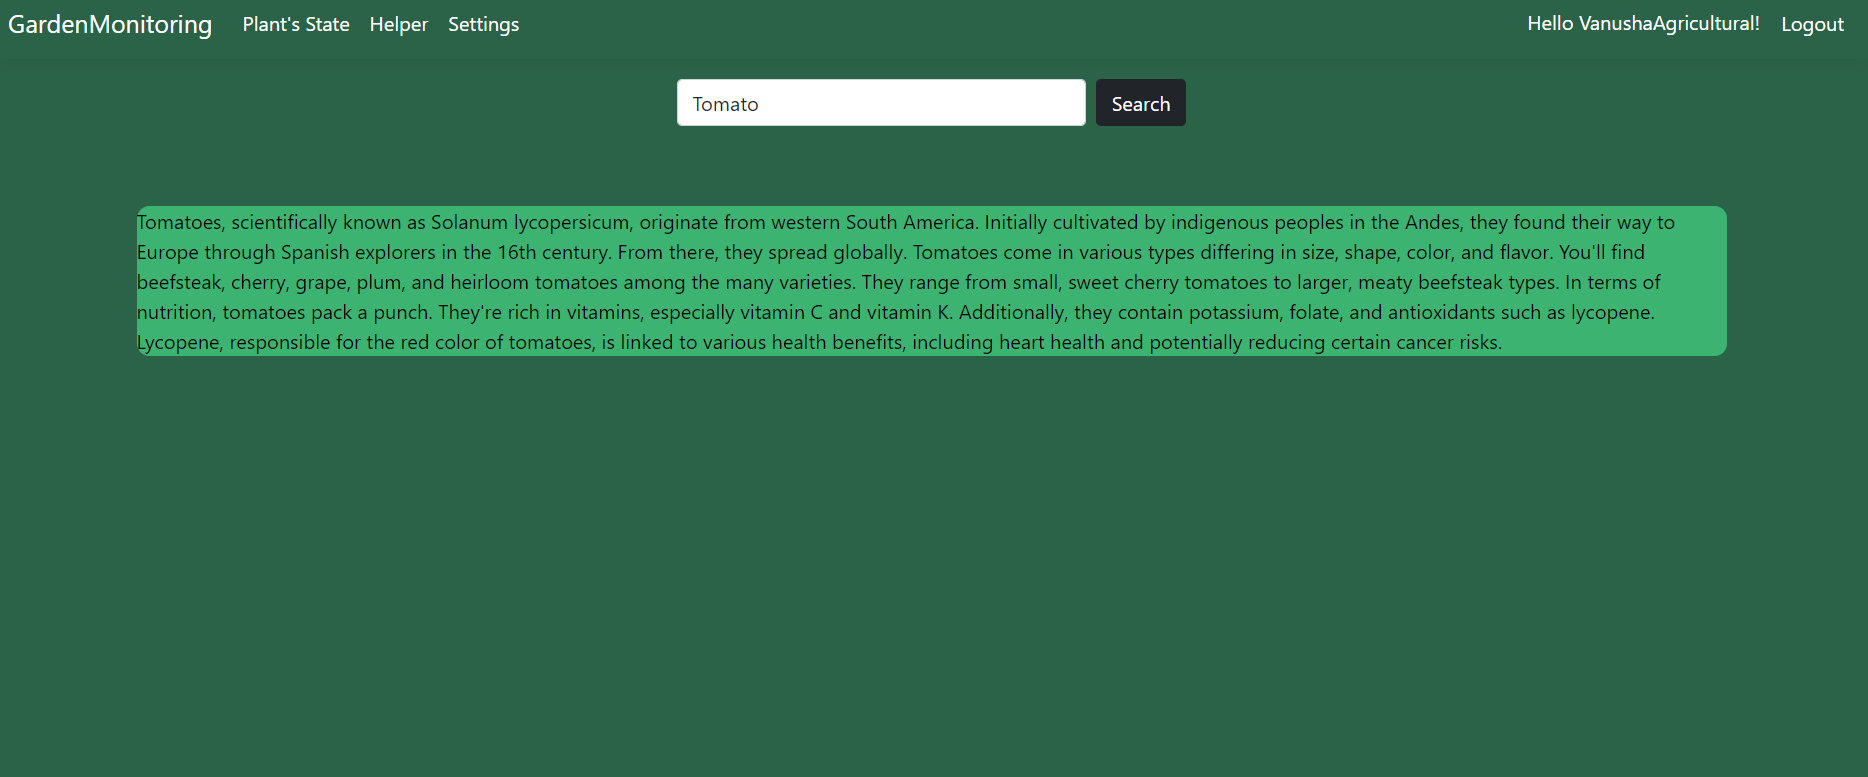 GardenMonitoring Plant's State Helper Settings Hello VanushaAgricultural! Logout
Tomato Search
Tomatoes, scientifically known as Solanum lycopersicum, originate from western South America. Initially cultivated by indigenous peoples in the Andes, they found their way to
Europe through Spanish explorers in the 16th century. From there, they spread globally. Tomatoes come in various types differing in size, shape, color, and flavor. You'll find
beefsteak, cherry, grape, plum, and heirloom tomatoes among the many varieties. They range from small, sweet cherry tomatoes to larger, meaty beefsteak types. In terms of
nutrition, tomatoes pack a punch. They're rich in vitamins, especially vitamin C and vitamin K. Additionally, they contain potassium, folate, and antioxidants such as lycopene.
Lycopene, responsible for the red color of tomatoes, is linked to various health benefits, including heart health and potentially reducing certain cancer risks.